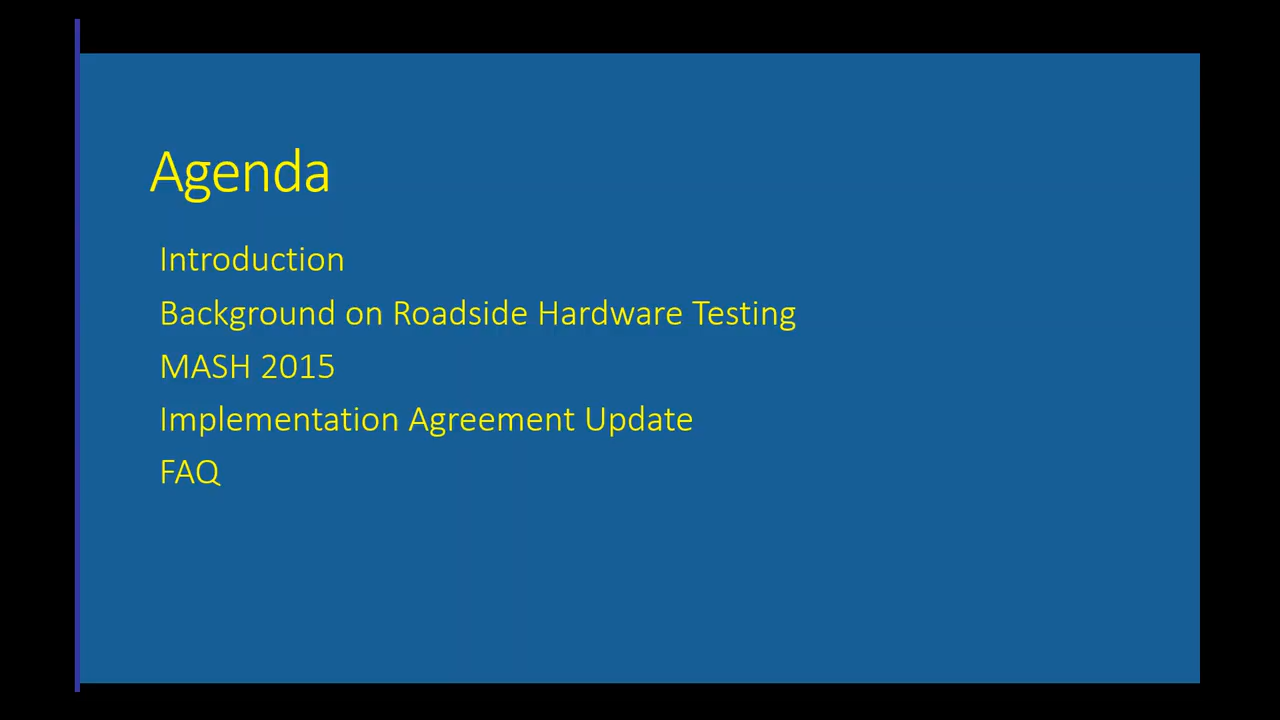 Agenda
Introduction
Background on Roadside Hardware Testing
MASH 2015
Implementation Agreement Update
FAQ